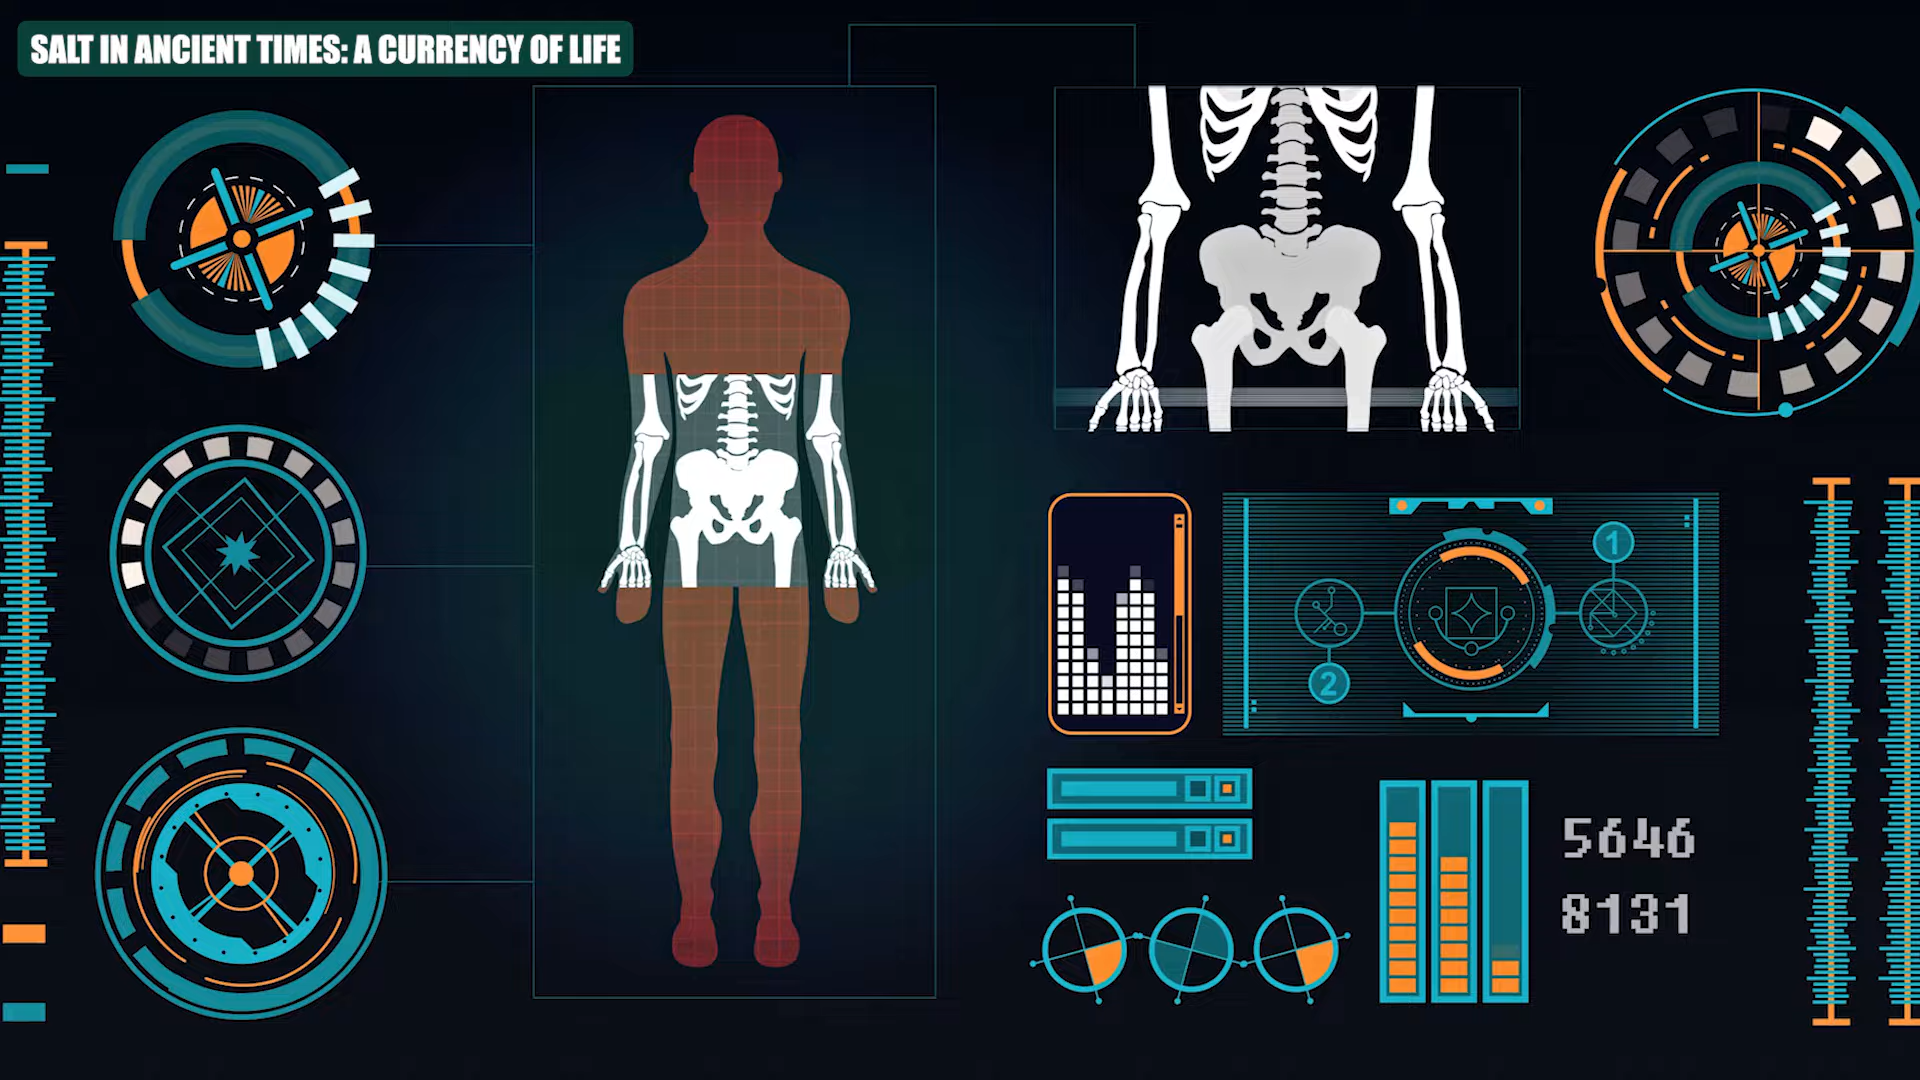 SALT IN ANCIENT TIMES: A CURRENCY OF LIFE
1
2
5646
8131